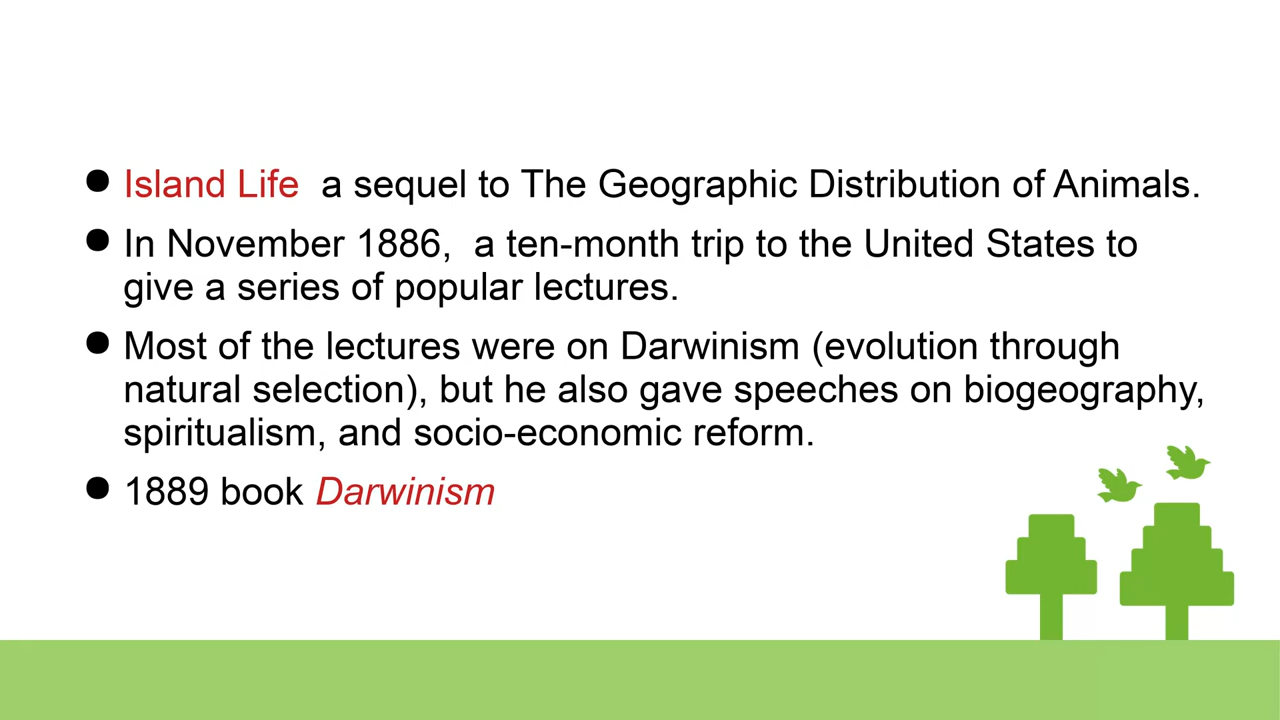 ● Island Life  a sequel to The Geographic Distribution of Animals.
● In November 1886,  a ten-month trip to the United States to
give a series of popular lectures.
● Most of the lectures were on Darwinism (evolution through
natural selection), but he also gave speeches on biogeography,
spiritualism, and socio-economic reform.
● 1889 book Darwinism